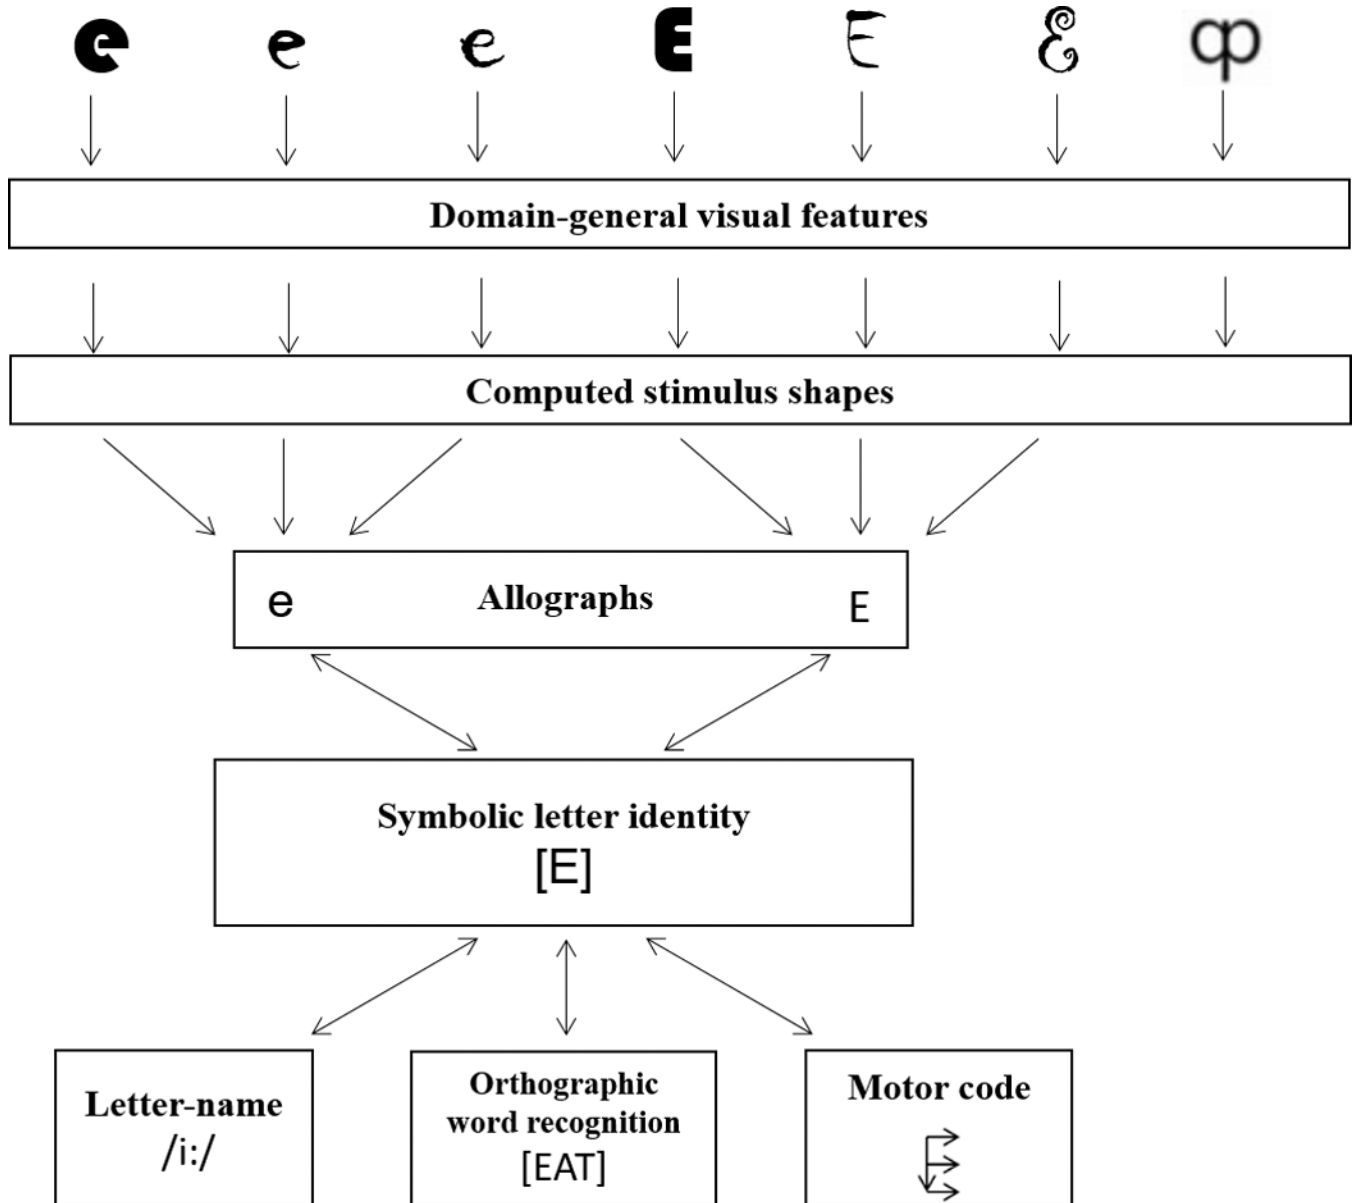 e e e E E E
Domain-general visual features
Computed stimulus shapes
e Allographs E
Symbolic letter identity
[E]
Letter-name
/i:/
Orthographic
word recognition
[EAT]
Motor code